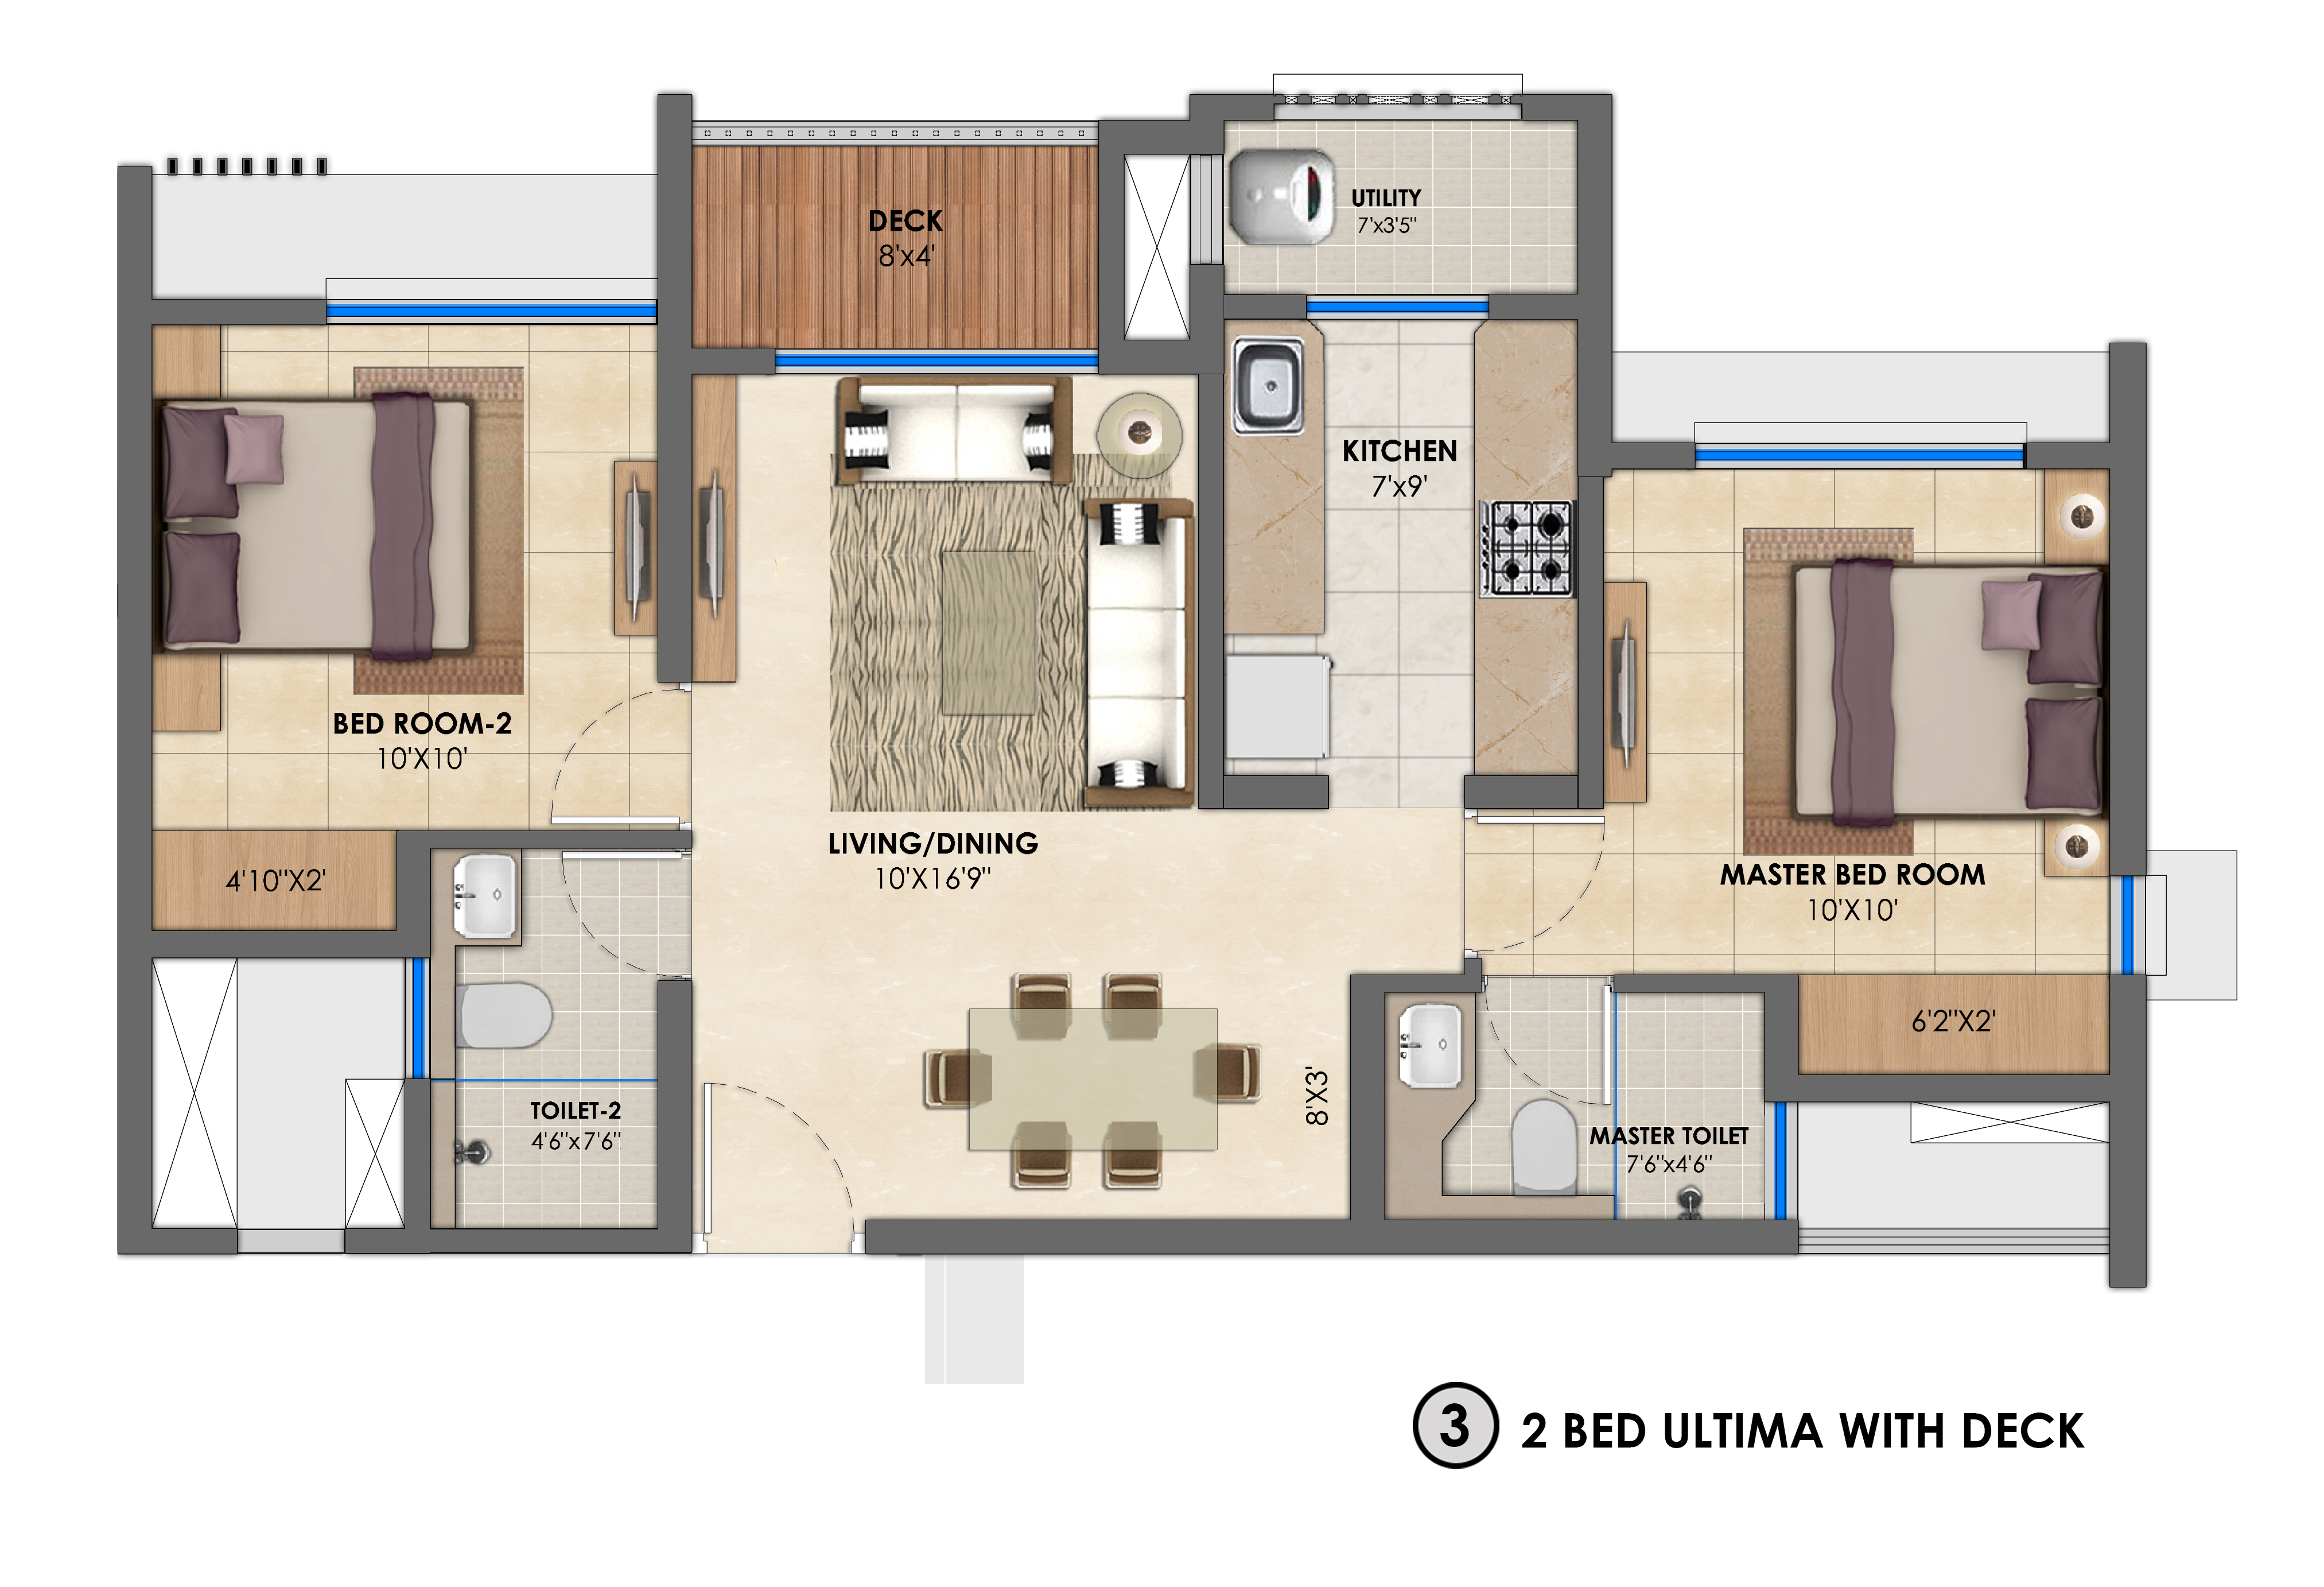 DECK
8'x4'
UTILITY
7'x3'5"
KITCHEN
7'x9'
BED ROOM-2
10'X10'
LIVING/DINING
10'X16'9"
MASTER BED ROOM
10'X10'
4'10"X2'
6'2"X2'
8'X3'
TOILET-2
4'6"x7'6"
MASTER TOILET
7'6"x4'6"
3 2 BED ULTIMA WITH DECK